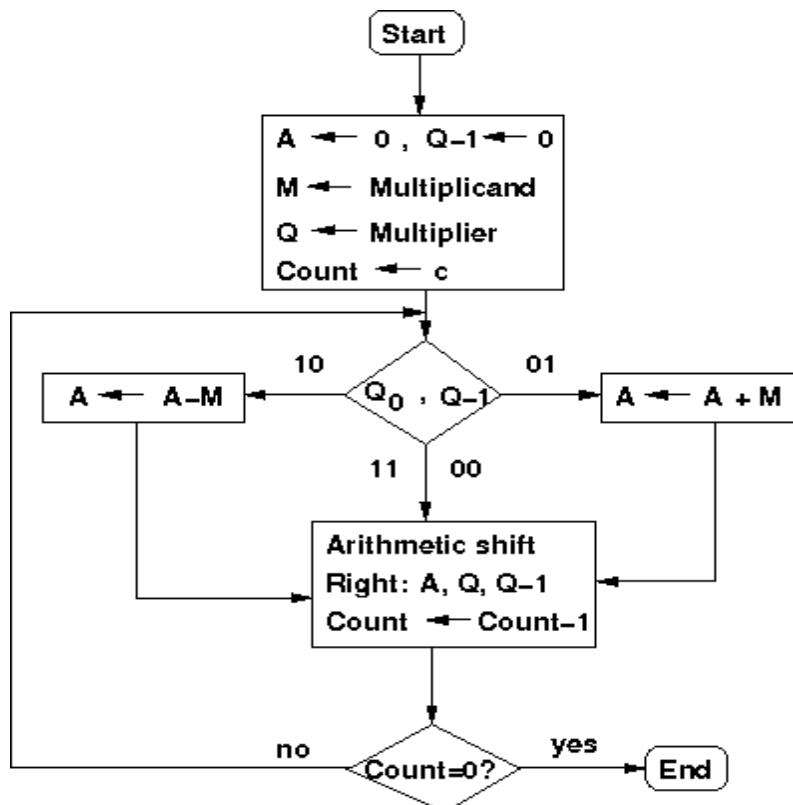 Start
A ← 0 , Q-1 ← 0
M ← Multiplicand
Q ← Multiplier
Count ← c
10
01
A ← A-M
Q0 , Q-1
A ← A + M
11
00
Arithmetic shift
Right: A, Q, Q-1
Count ← Count-1
no
Count=0?
yes
End